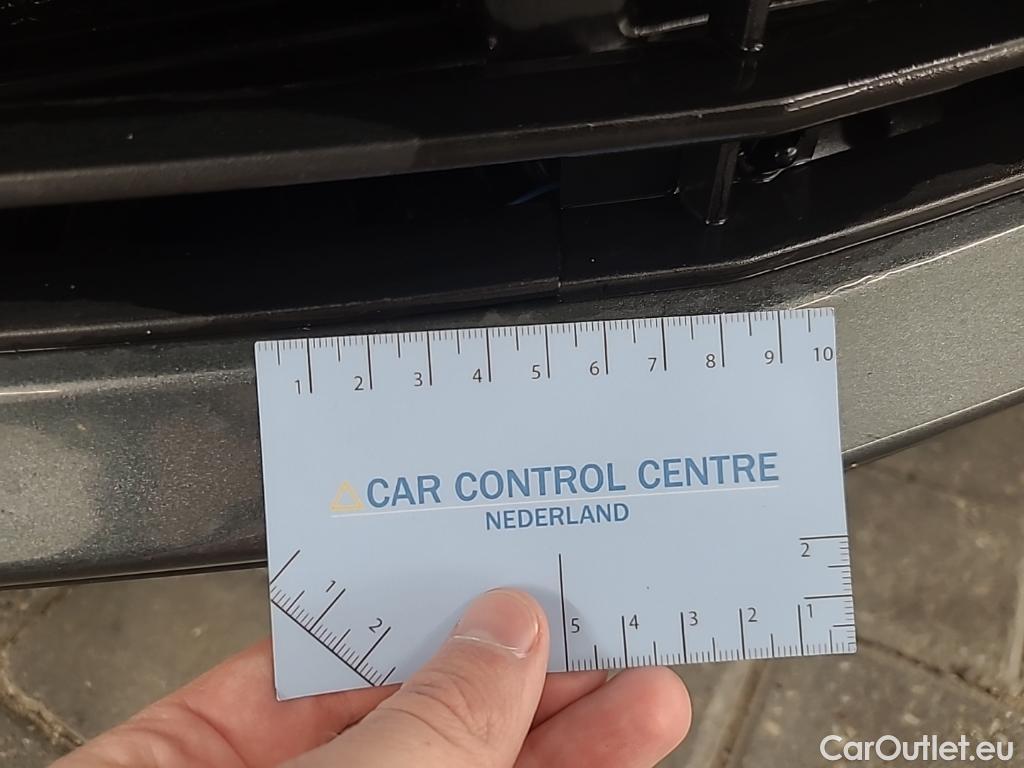 1 2 3 4 5 6 7 8 9 10
CAR CONTROL CENTRE
NEDERLAND
2
1
2
5 4 3 2 1
CarOutlet.eu